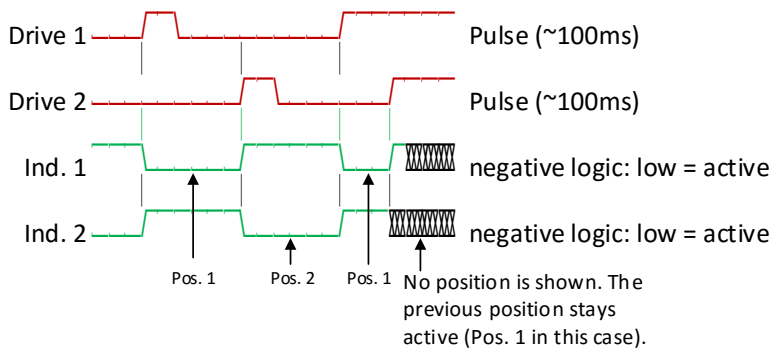 Drive 1 Pulse (~100ms)
Drive 2 Pulse (~100ms)
Ind. 1 negative logic: low = active
Ind. 2 negative logic: low = active
Pos. 1 Pos. 2 Pos. 1
No position is shown. The
previous position stays
active (Pos. 1 in this case).